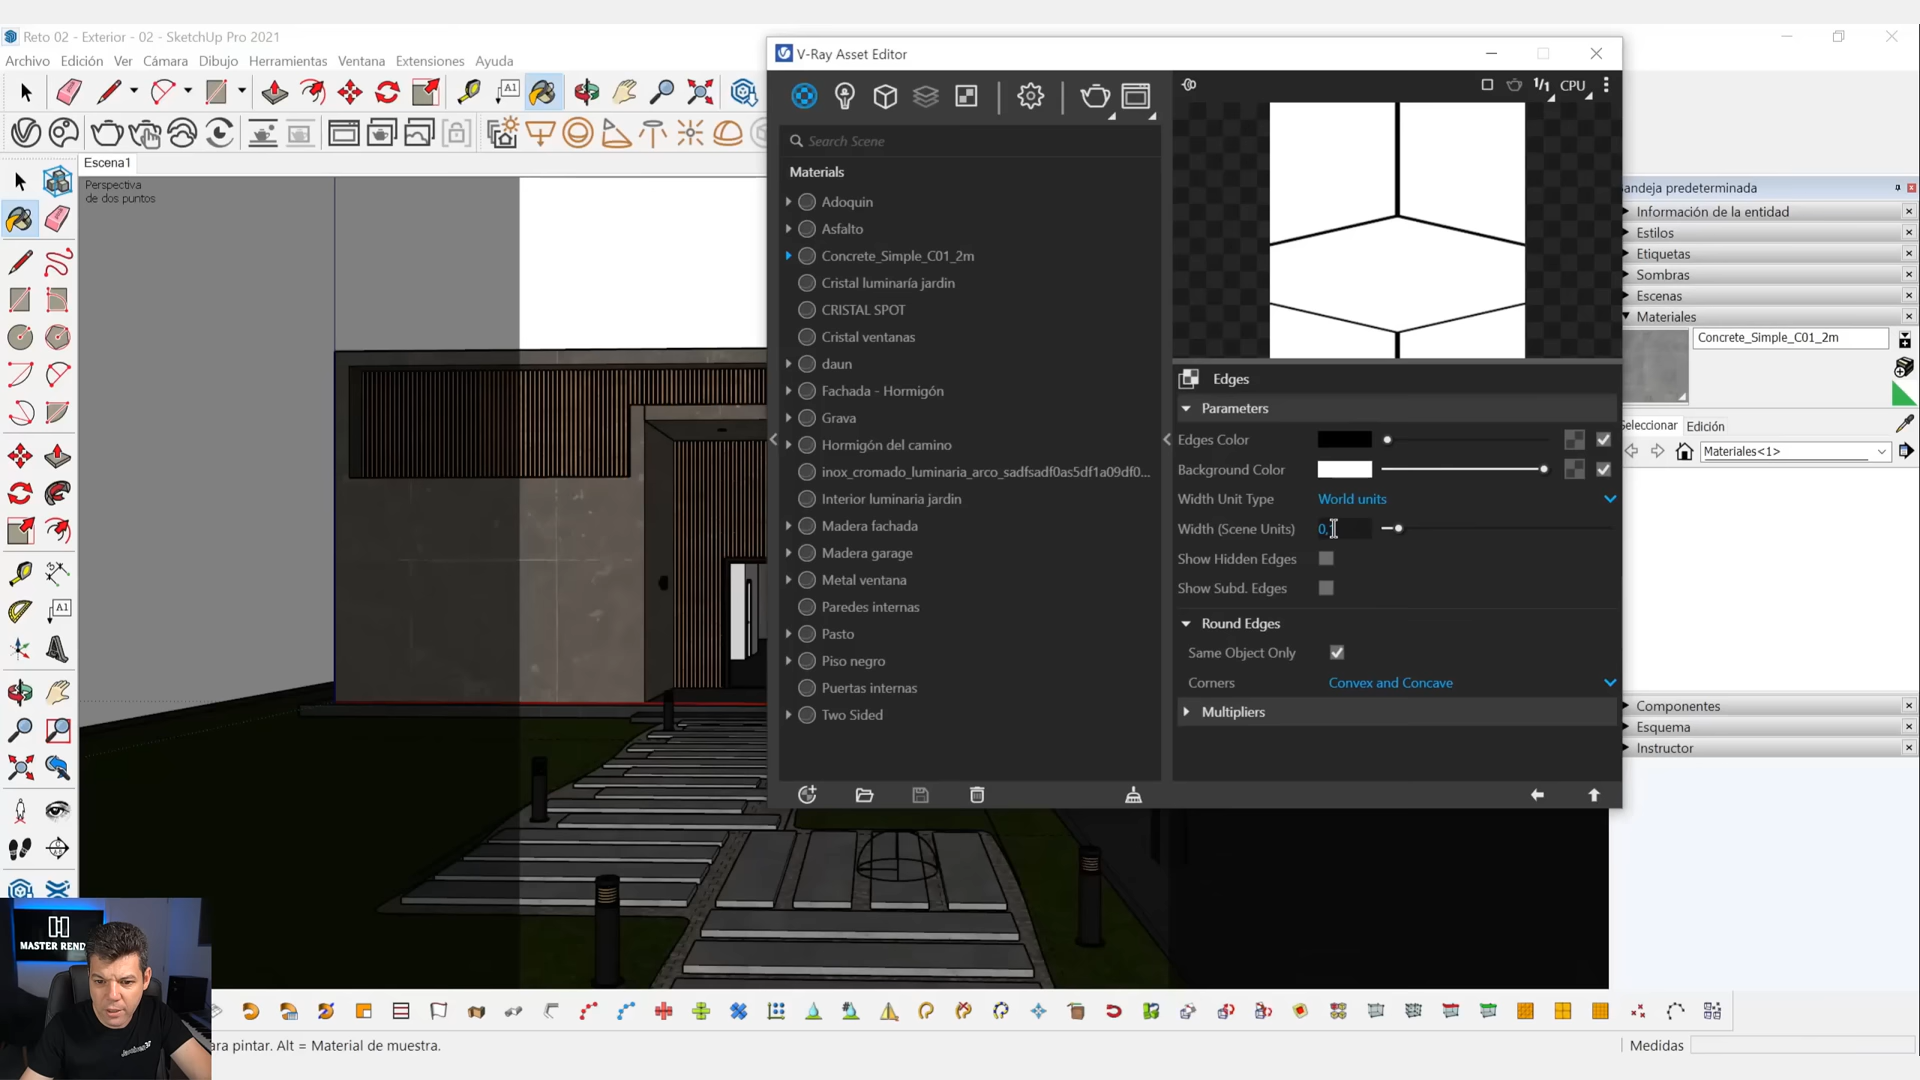 Reto 02 - Exterior - 02 - SketchUp Pro 2021
Archivo Edición Ver Cámara Dibujo Herramientas Ventana Extensiones Ayuda
Escena1
Perspectiva
de dos puntos
V-Ray Asset Editor
Search Scene
Materials
Adoquin
Asfalto
Concrete_Simple_C01_2m
Cristal luminaría jardin
CRISTAL SPOT
Cristal ventanas
daun
Fachada - Hormigón
Grava
Hormigón del camino
inox_cromado_luminaria_arco_sadfsadf0as5df1a09df0...
Interior luminaria jardin
Madera fachada
Madera garage
Metal ventana
Paredes internas
Pasto
Piso negro
Puertas internas
Two Sided
1/1 CPU
Edges
Parameters
Edges Color
Background Color
Width Unit Type World units
Width (Scene Units) 0,
Show Hidden Edges
Show Subd. Edges
Round Edges
Same Object Only
Corners Convex and Concave
Multipliers
andeja predeterminada
Información de la entidad
Estilos
Etiquetas
Sombras
Escenas
Materiales
Concrete_Simple_C01_2m
Seleccionar Edición
Materiales<1>
Componentes
Esquema
Instructor
A1
A1
MASTER REND
ara pintar. Alt = Material de muestra.
Medidas